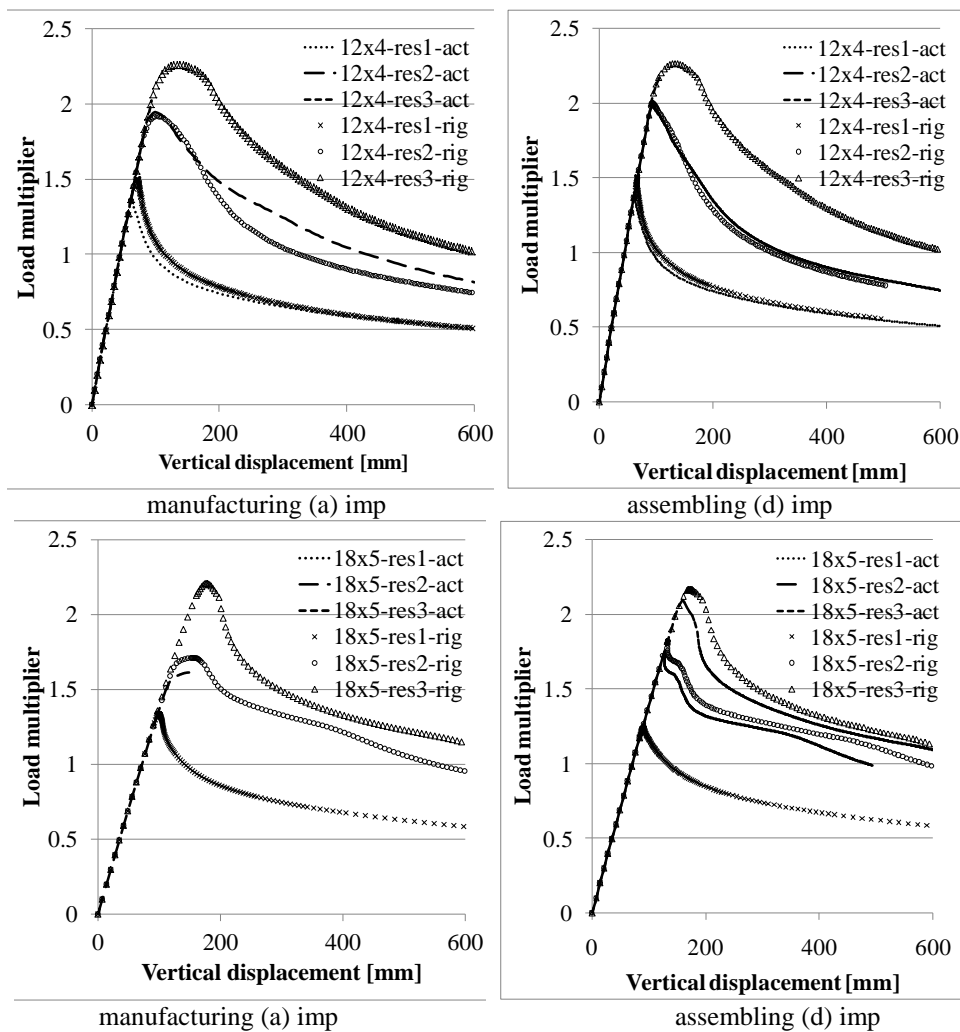 2.5
2
1.5
1
0.5
0
Load multiplier
12x4-res1-act
12x4-res2-act
12x4-res3-act
12x4-res1-rig
12x4-res2-rig
12x4-res3-rig
0 200 400 600
Vertical displacement [mm]
manufacturing (a) imp
2.5
2
1.5
1
0.5
0
Load multiplier
12x4-res1-act
12x4-res2-act
12x4-res3-act
12x4-res1-rig
12x4-res2-rig
12x4-res3-rig
0 200 400 600
Vertical displacement [mm]
assembling (d) imp
2.5
2
1.5
1
0.5
0
Load multiplier
18x5-res1-act
18x5-res2-act
18x5-res3-act
18x5-res1-rig
18x5-res2-rig
18x5-res3-rig
0 200 400 600
Vertical displacement [mm]
manufacturing (a) imp
2.5
2
1.5
1
0.5
0
Load multiplier
18x5-res1-act
18x5-res2-act
18x5-res3-act
18x5-res1-rig
18x5-res2-rig
18x5-res3-rig
0 200 400 600
Vertical displacement [mm]
assembling (d) imp